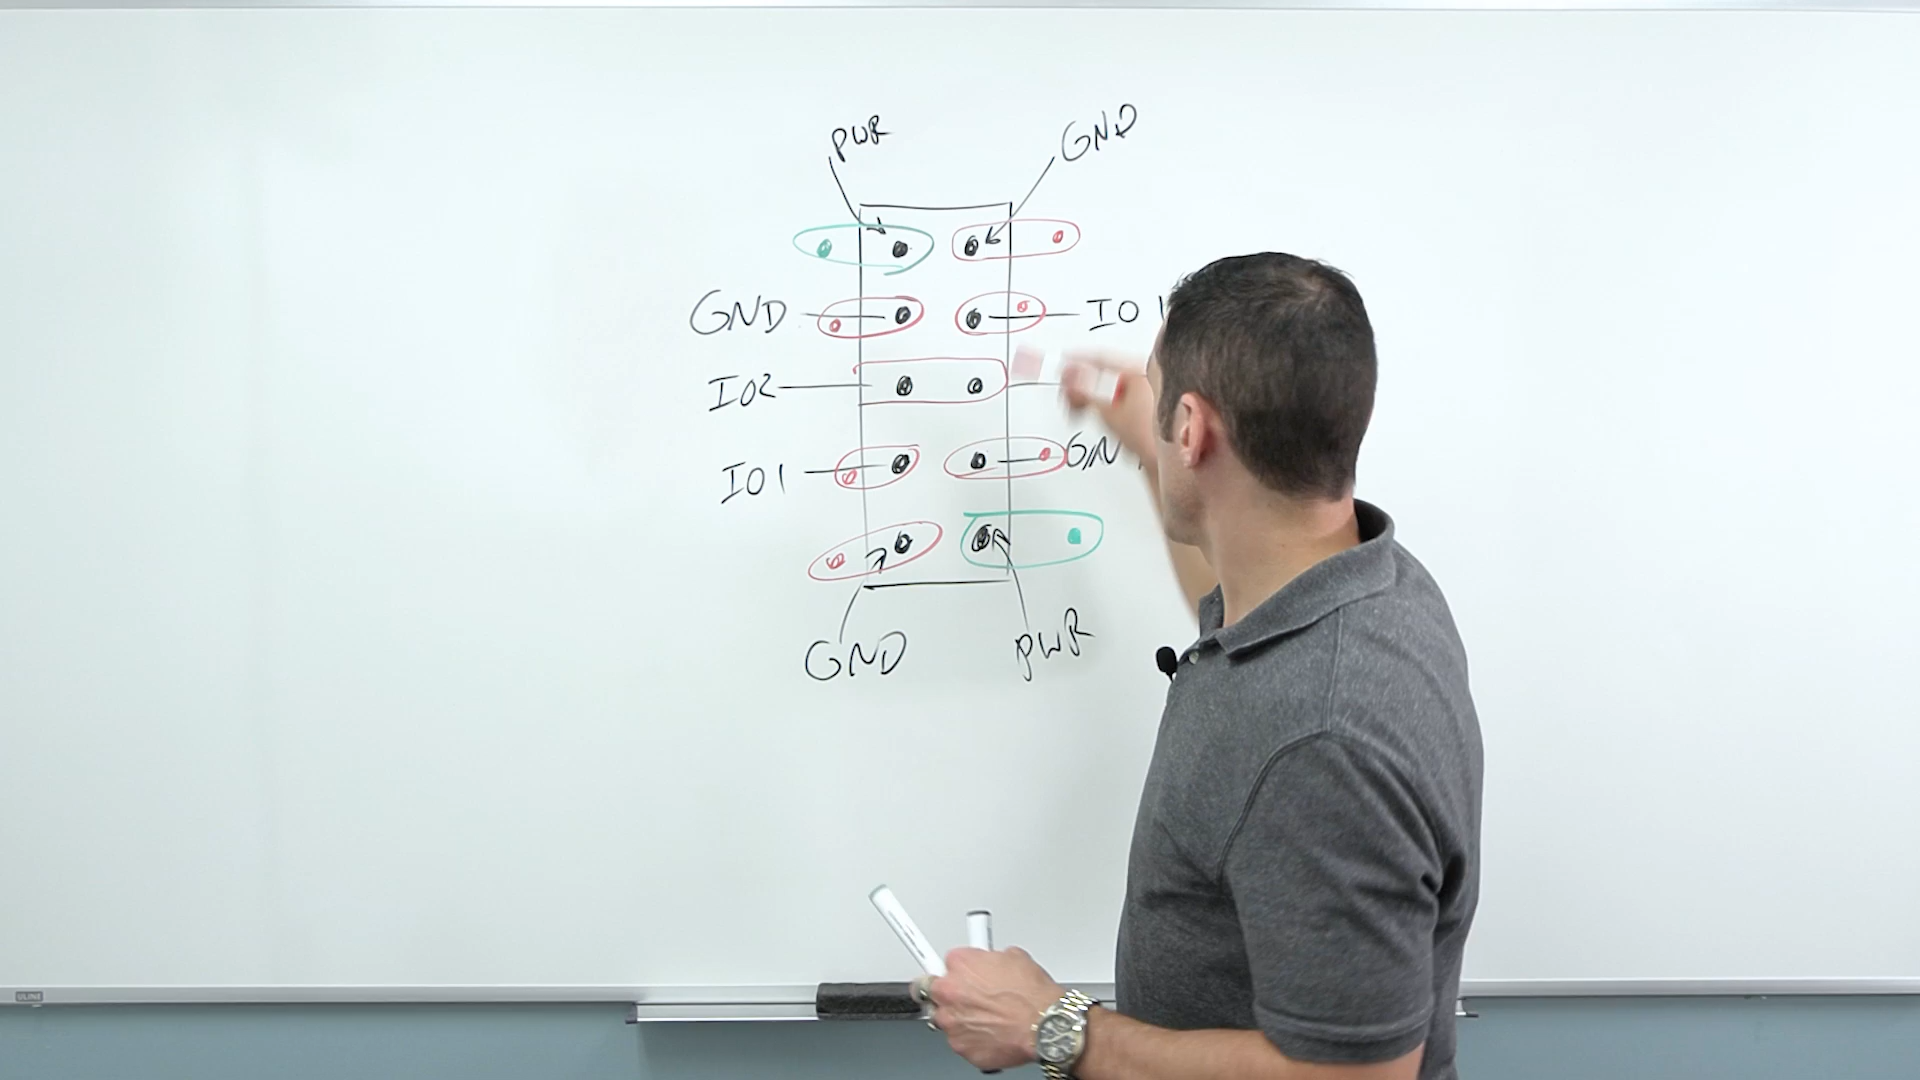 PWR
GND
GND
IO 1
IO2
IO1
GND
PWR
ULINE